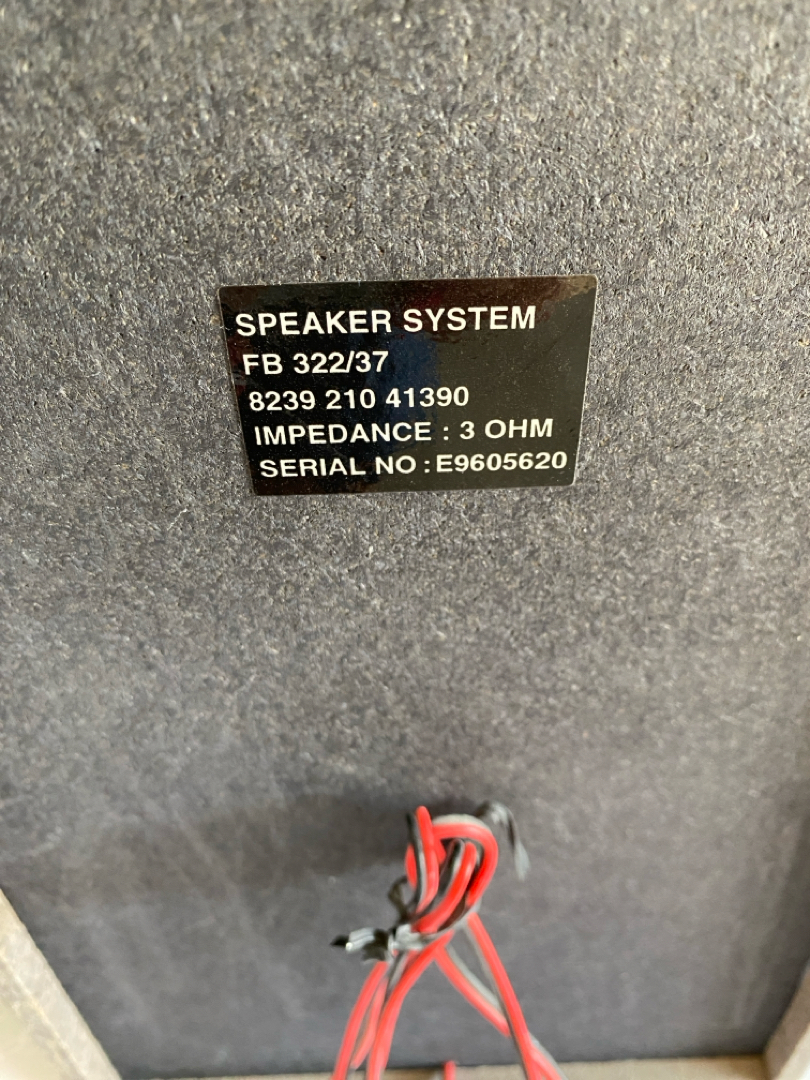 SPEAKER SYSTEM
FB 322/37
8239 210 41390
IMPEDANCE : 3 OHM
SERIAL NO : E9605620